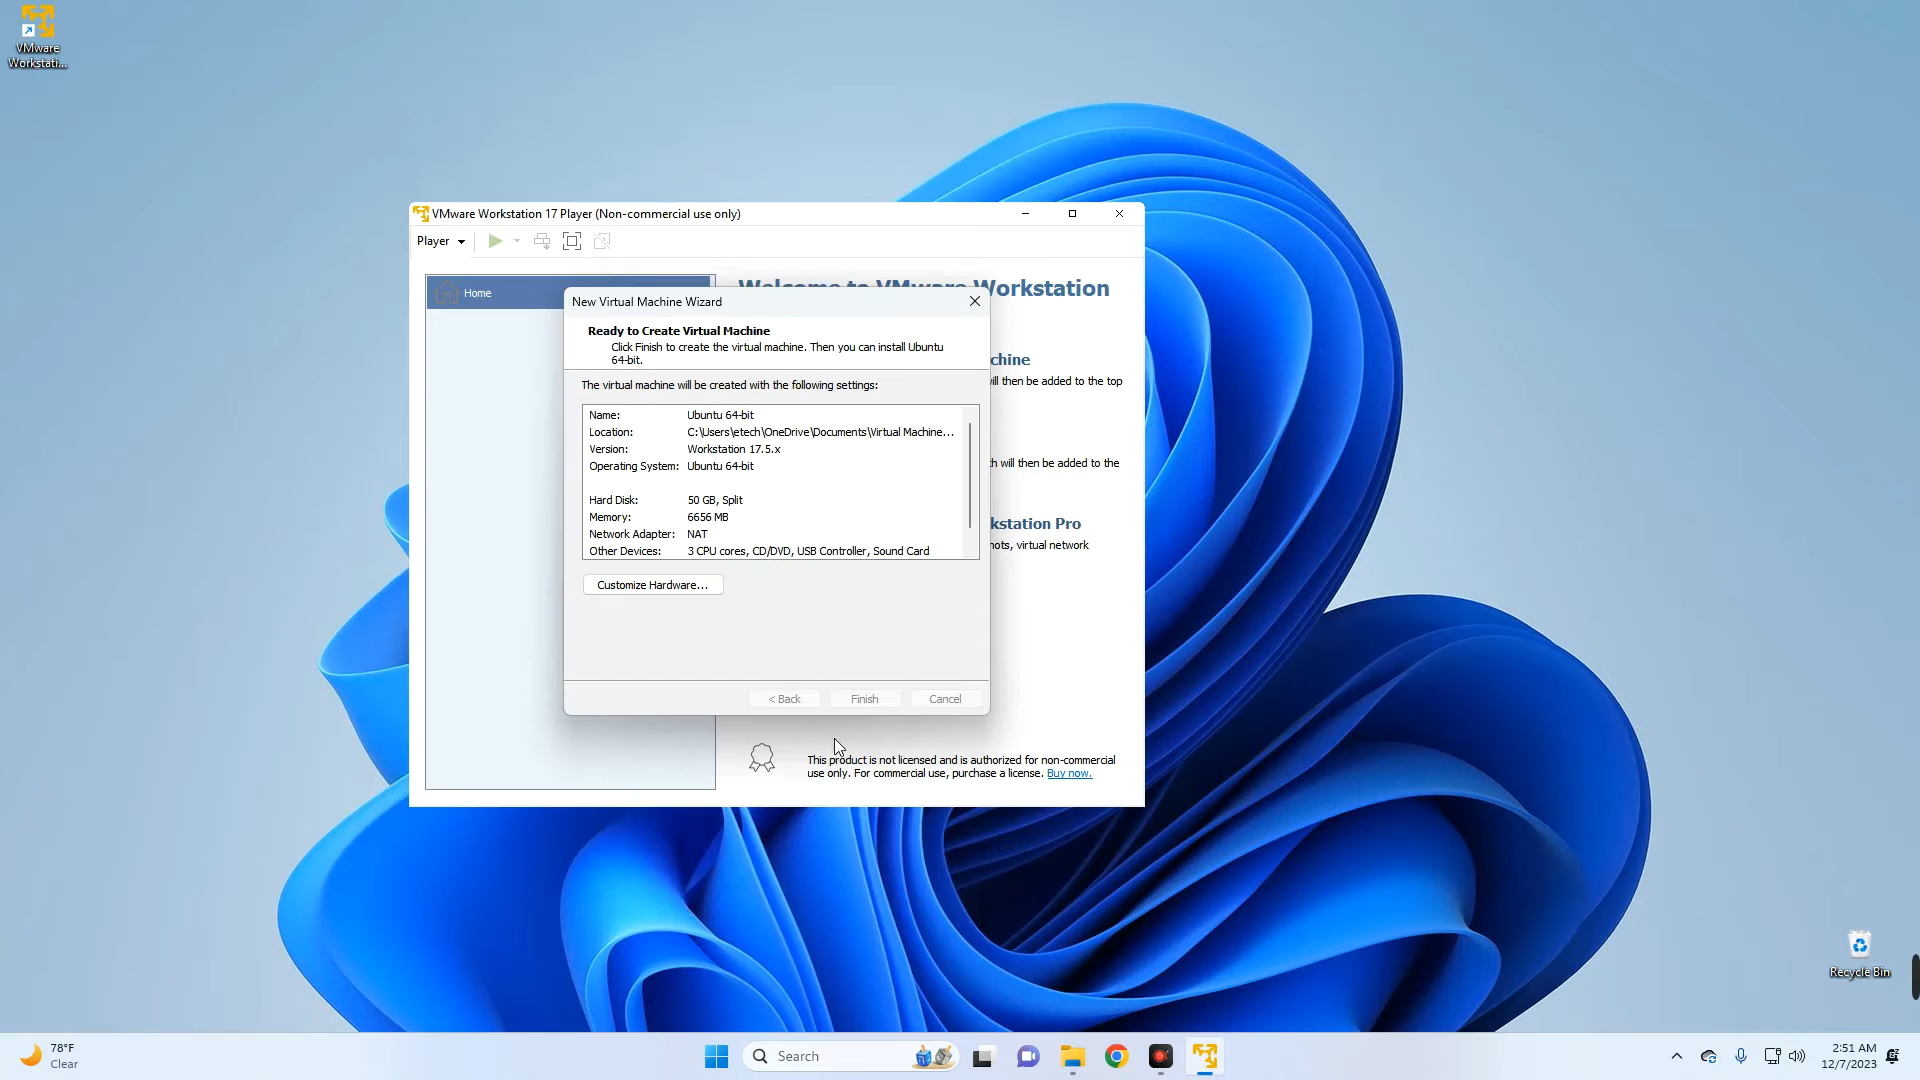 VMware
Workstati...
VMware Workstation 17 Player (Non-commercial use only)
Player
Home
Workstation
New Virtual Machine Wizard
Ready to Create Virtual Machine
Click Finish to create the virtual machine. Then you can install Ubuntu
64-bit.
chine
The virtual machine will be created with the following settings:
will then be added to the top
Name: Ubuntu 64-bit
Location: C:\Users\etech\OneDrive\Documents\Virtual Machine...
Version: Workstation 17.5.x
Operating System: Ubuntu 64-bit
h will then be added to the
Hard Disk: 50 GB, Split
Memory: 6656 MB
kstation Pro
Network Adapter: NAT
hots, virtual network
Other Devices: 3 CPU cores, CD/DVD, USB Controller, Sound Card
Customize Hardware...
< Back
Finish
Cancel
This product is not licensed and is authorized for non-commercial
use only. For commercial use, purchase a license. Buy now.
Recycle Bin
78°F
Clear
Search
2:51 AM
12/7/2023